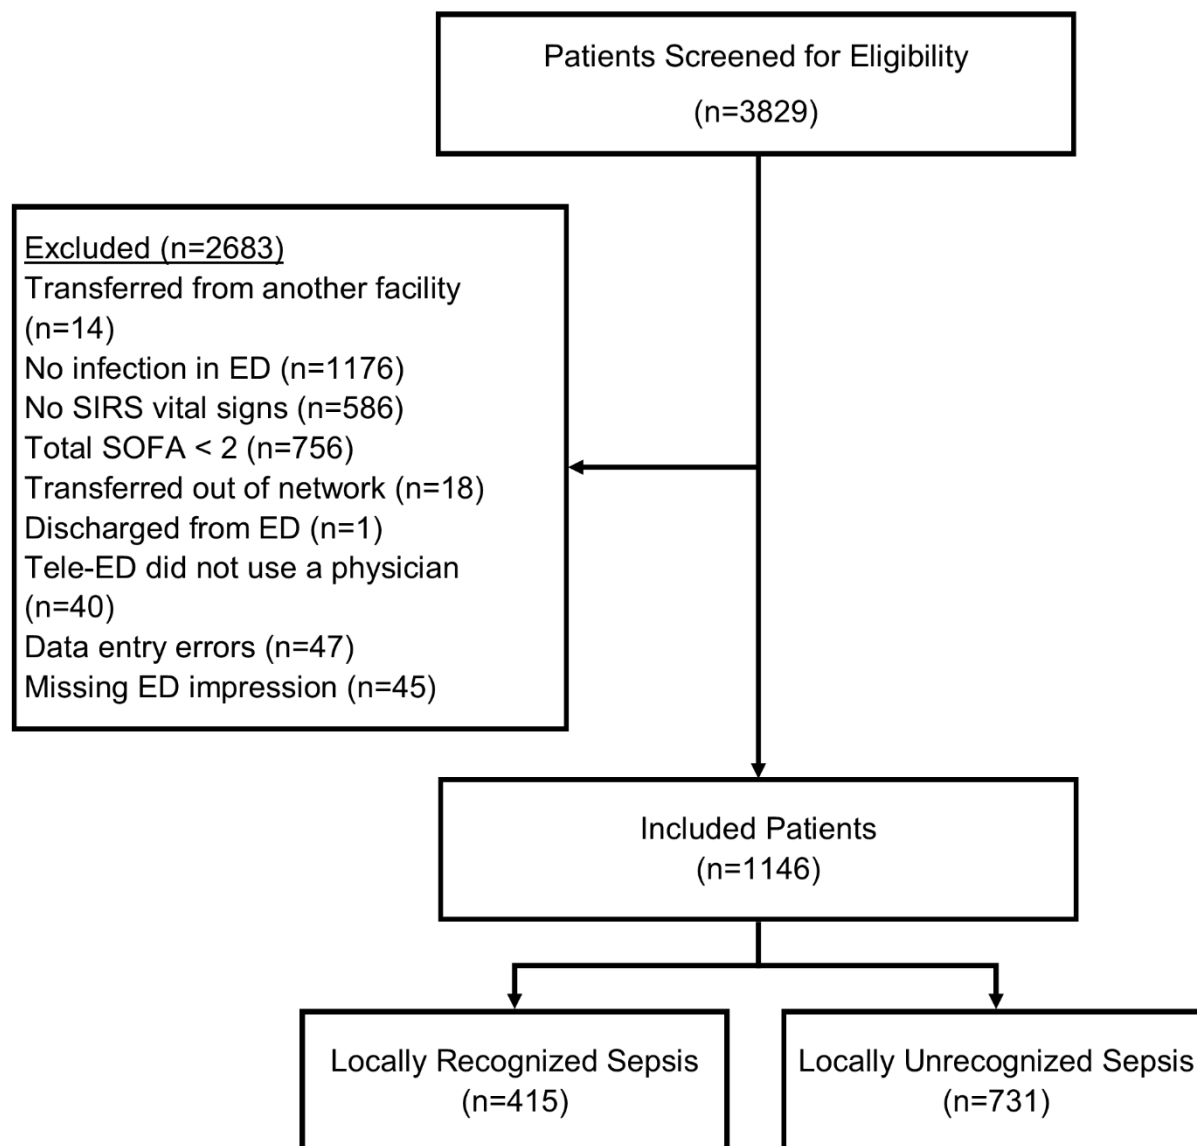 Patients Screened for Eligibility
(n=3829)
Excluded (n=2683)
Transferred from another facility
(n=14)
No infection in ED (n=1176)
No SIRS vital signs (n=586)
Total SOFA < 2 (n=756)
Transferred out of network (n=18)
Discharged from ED (n=1)
Tele-ED did not use a physician
(n=40)
Data entry errors (n=47)
Missing ED impression (n=45)
Included Patients
(n=1146)
Locally Recognized Sepsis
(n=415)
Locally Unrecognized Sepsis
(n=731)